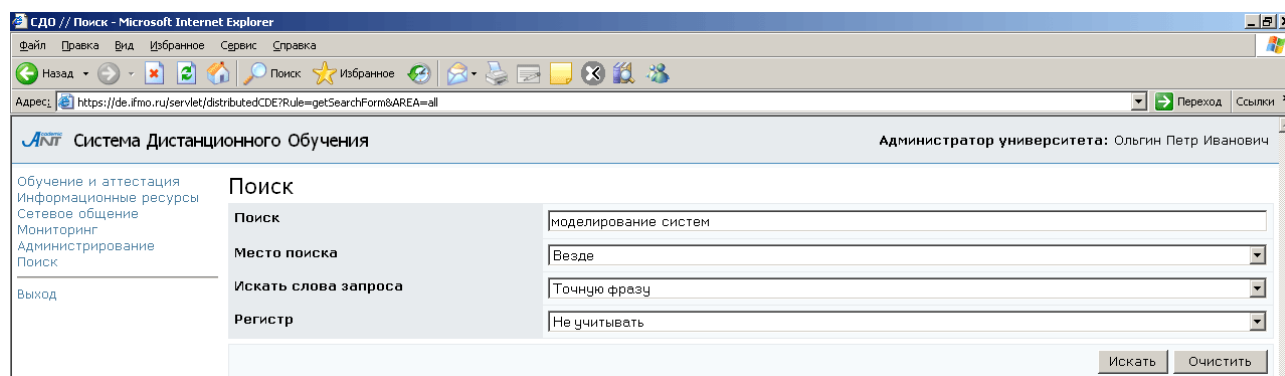 СДО // Поиск - Microsoft Internet Explorer
Файл Правка Вид Избранное Сервис Справка
Назад Поиск Избранное
Адрес: https://de.ifmo.ru/servlet/distributedCDE?Rule=getSearchForm&AREA=all Переход Ссылки
Academic ANT Система Дистанционного Обучения Администратор университета: Ольгин Петр Иванович
Обучение и аттестация
Информационные ресурсы
Сетевое общение
Мониторинг
Администрирование
Поиск
Выход
Поиск
Поиск моделирование систем
Место поиска Везде
Искать слова запроса Точную фразу
Регистр Не учитывать
Искать Очистить